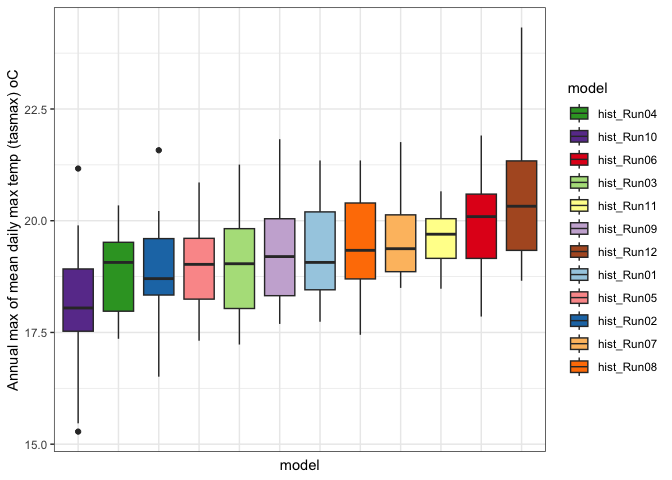 Annual max of mean daily max temp (tasmax) oC
22.5
20.0
17.5
15.0
model
model
hist_Run04
hist_Run10
hist_Run06
hist_Run03
hist_Run11
hist_Run09
hist_Run12
hist_Run01
hist_Run05
hist_Run02
hist_Run07
hist_Run08